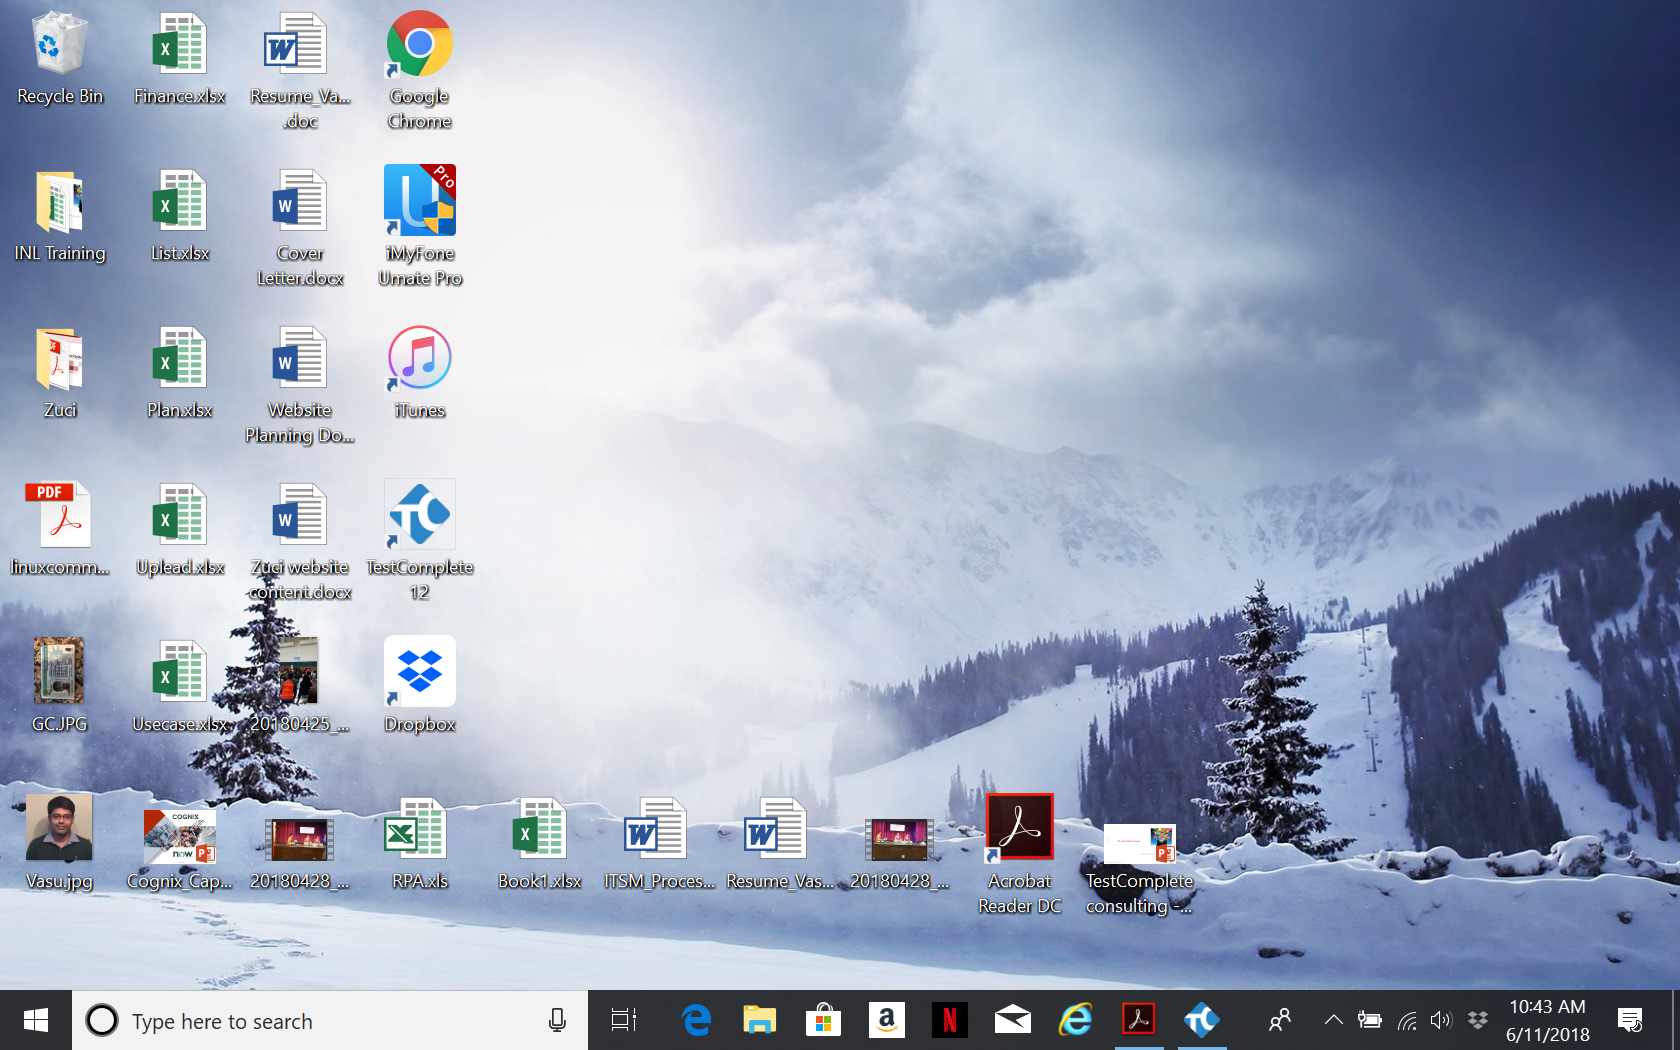 Recycle Bin
Finance.xlsx
Resume_Va...
.doc
Google
Chrome
INL Training
List.xlsx
Cover
Letter.docx
Pro
iMyFone
Umate Pro
Zuci
Plan.xlsx
Website
Planning Do...
iTunes
PDF
linuxcomm...
Uplead.xlsx
Zuci website
content.docx
TestComplete
12
GC.JPG
Usecase.xlsx
20180425_...
Dropbox
COGNIX
now
Vasu.jpg
Cognix_Cap...
20180428_...
RPA.xls
Book1.xlsx
ITSM_Proces...
Resume_Vas...
20180428_...
Acrobat
Reader DC
TestComplete
consulting -...
Type here to search
10:43 AM
6/11/2018